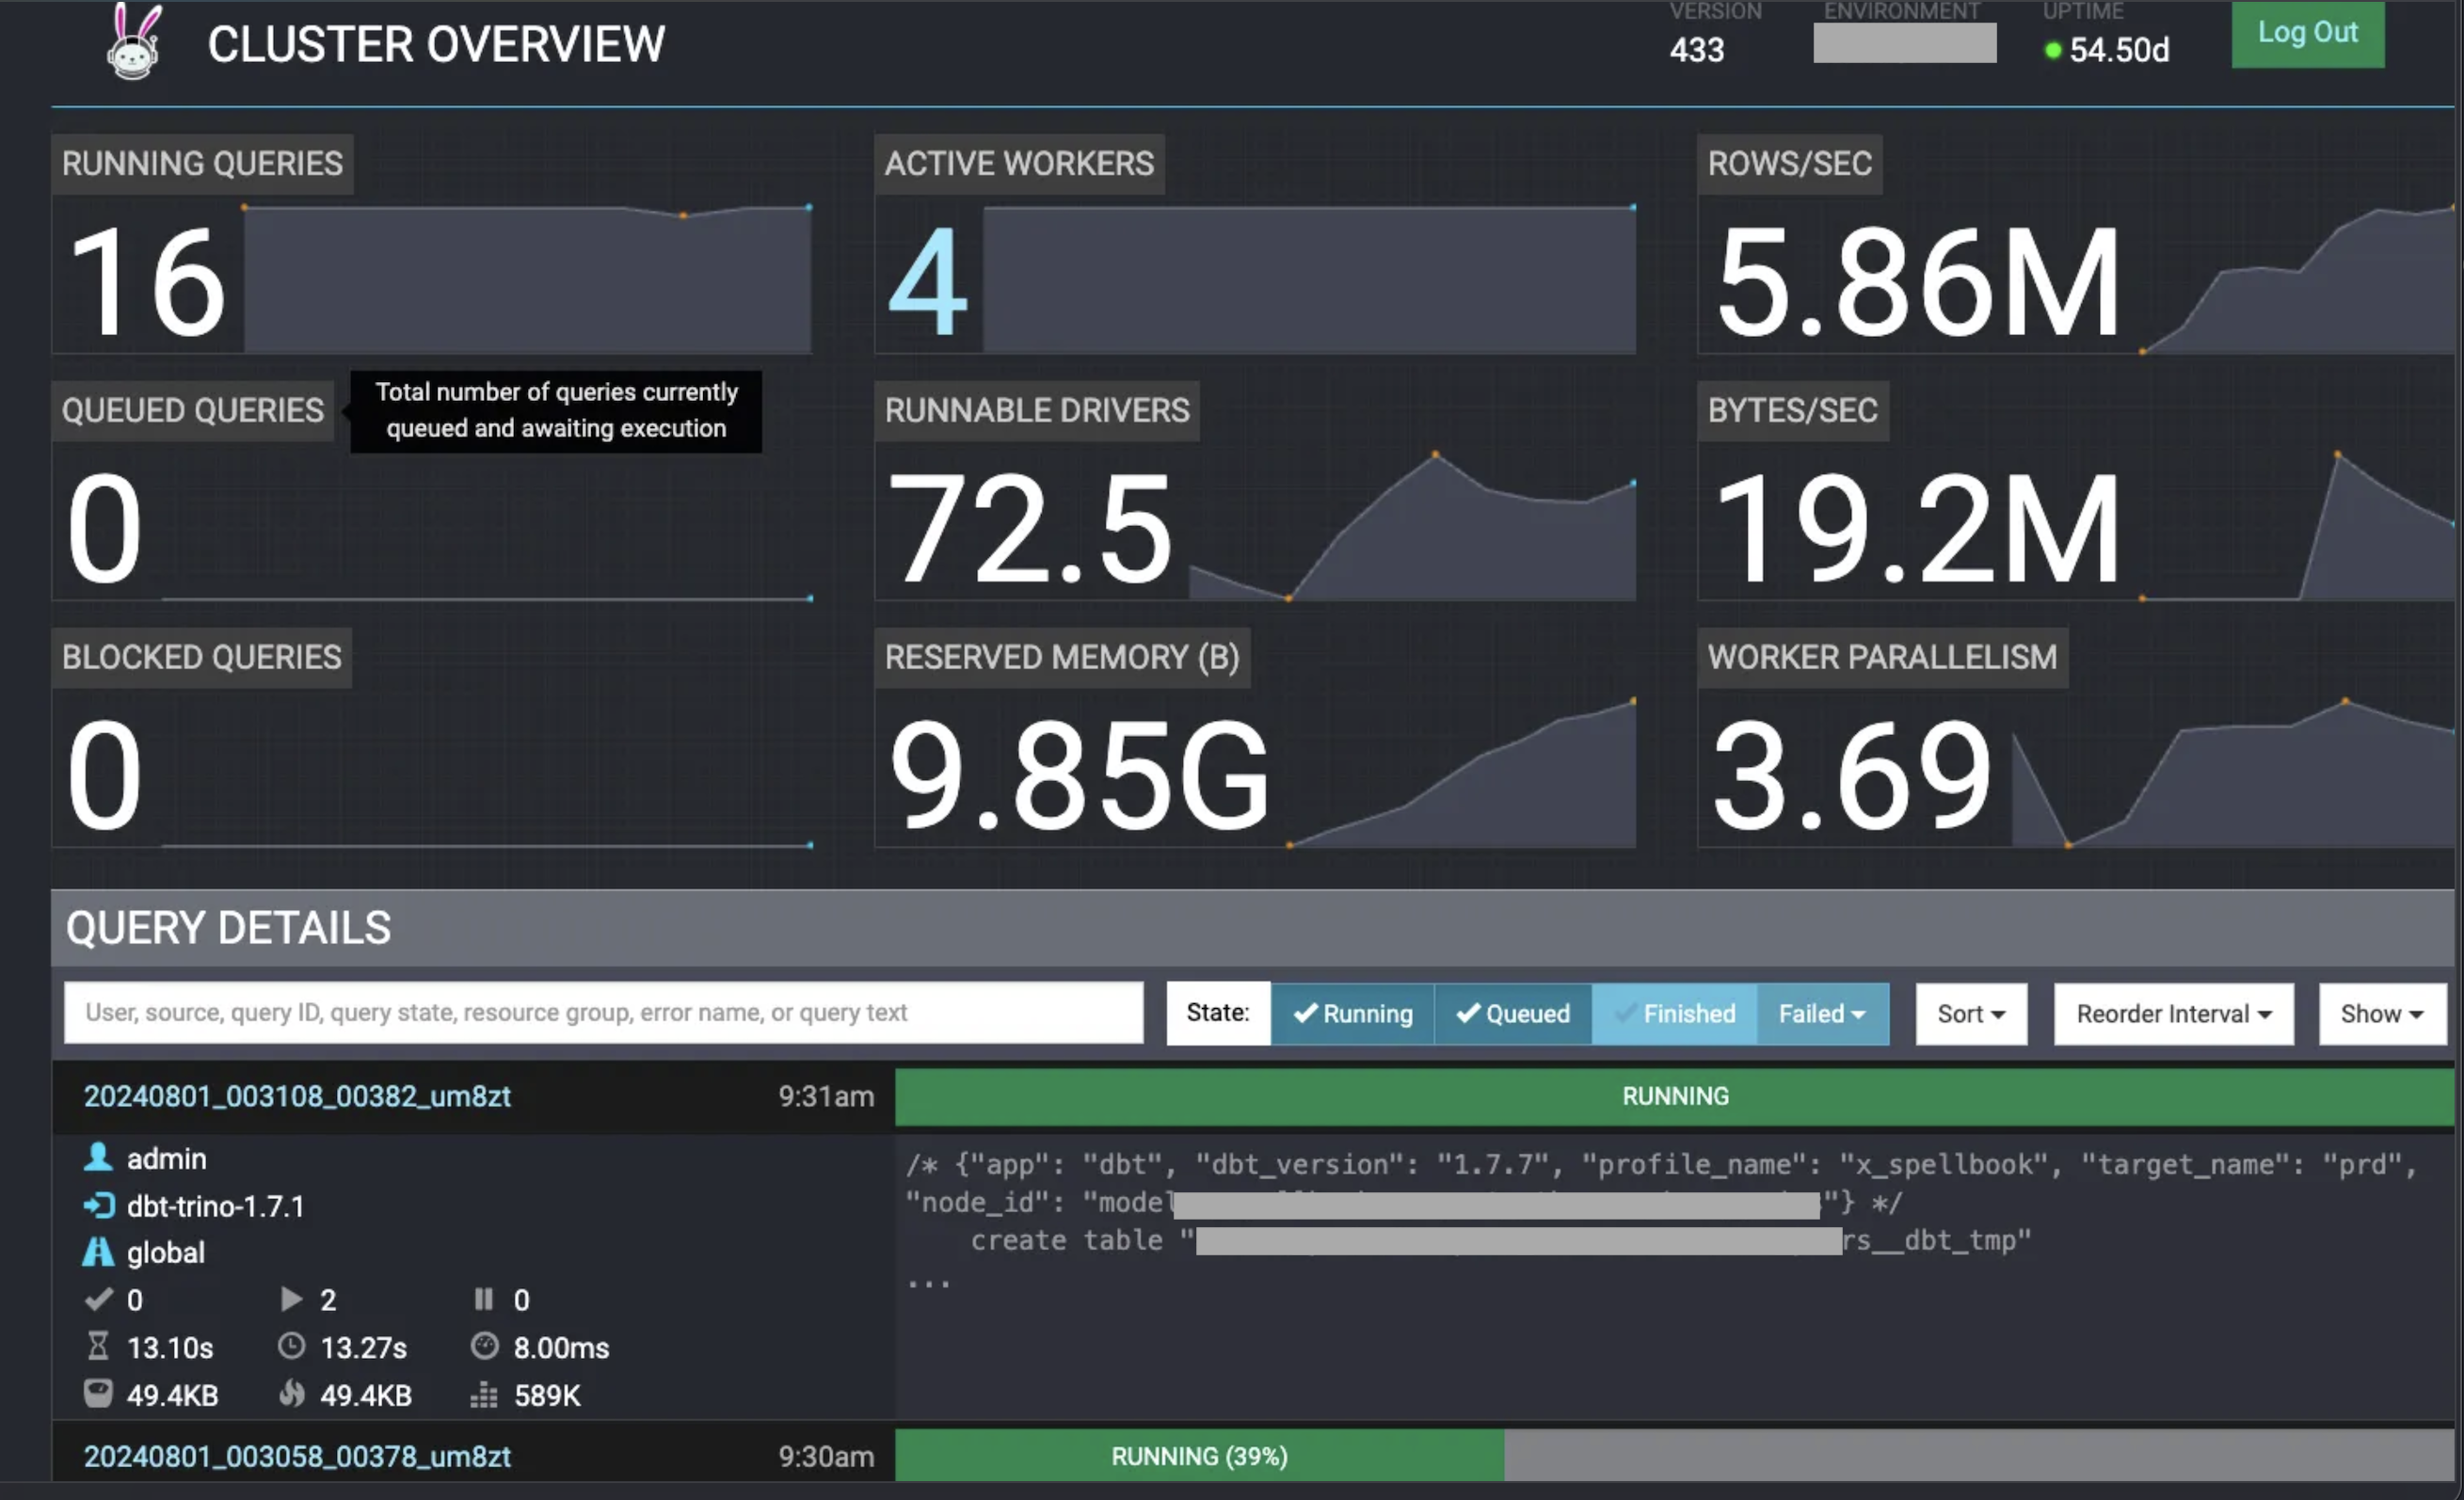 CLUSTER OVERVIEW
VERSION
433
ENVIRONMENT
UPTIME
54.50d
Log Out
RUNNING QUERIES
16
ACTIVE WORKERS
4
ROWS/SEC
5.86M
QUEUED QUERIES
Total number of queries currently
queued and awaiting execution
0
RUNNABLE DRIVERS
72.5
BYTES/SEC
19.2M
BLOCKED QUERIES
0
RESERVED MEMORY (B)
9.85G
WORKER PARALLELISM
3.69
QUERY DETAILS
User, source, query ID, query state, resource group, error name, or query text
State: Running Queued Finished Failed Sort Reorder Interval Show
20240801_003108_00382_um8zt 9:31am RUNNING
admin
dbt-trino-1.7.1
global
0 2 0
13.10s 13.27s 8.00ms
49.4KB 49.4KB 589K
/* {"app": "dbt", "dbt_version": "1.7.7", "profile_name": "x_spellbook", "target_name": "prd",
"node_id": "model "} */
create table " rs__dbt_tmp"
...
20240801_003058_00378_um8zt 9:30am RUNNING (39%)